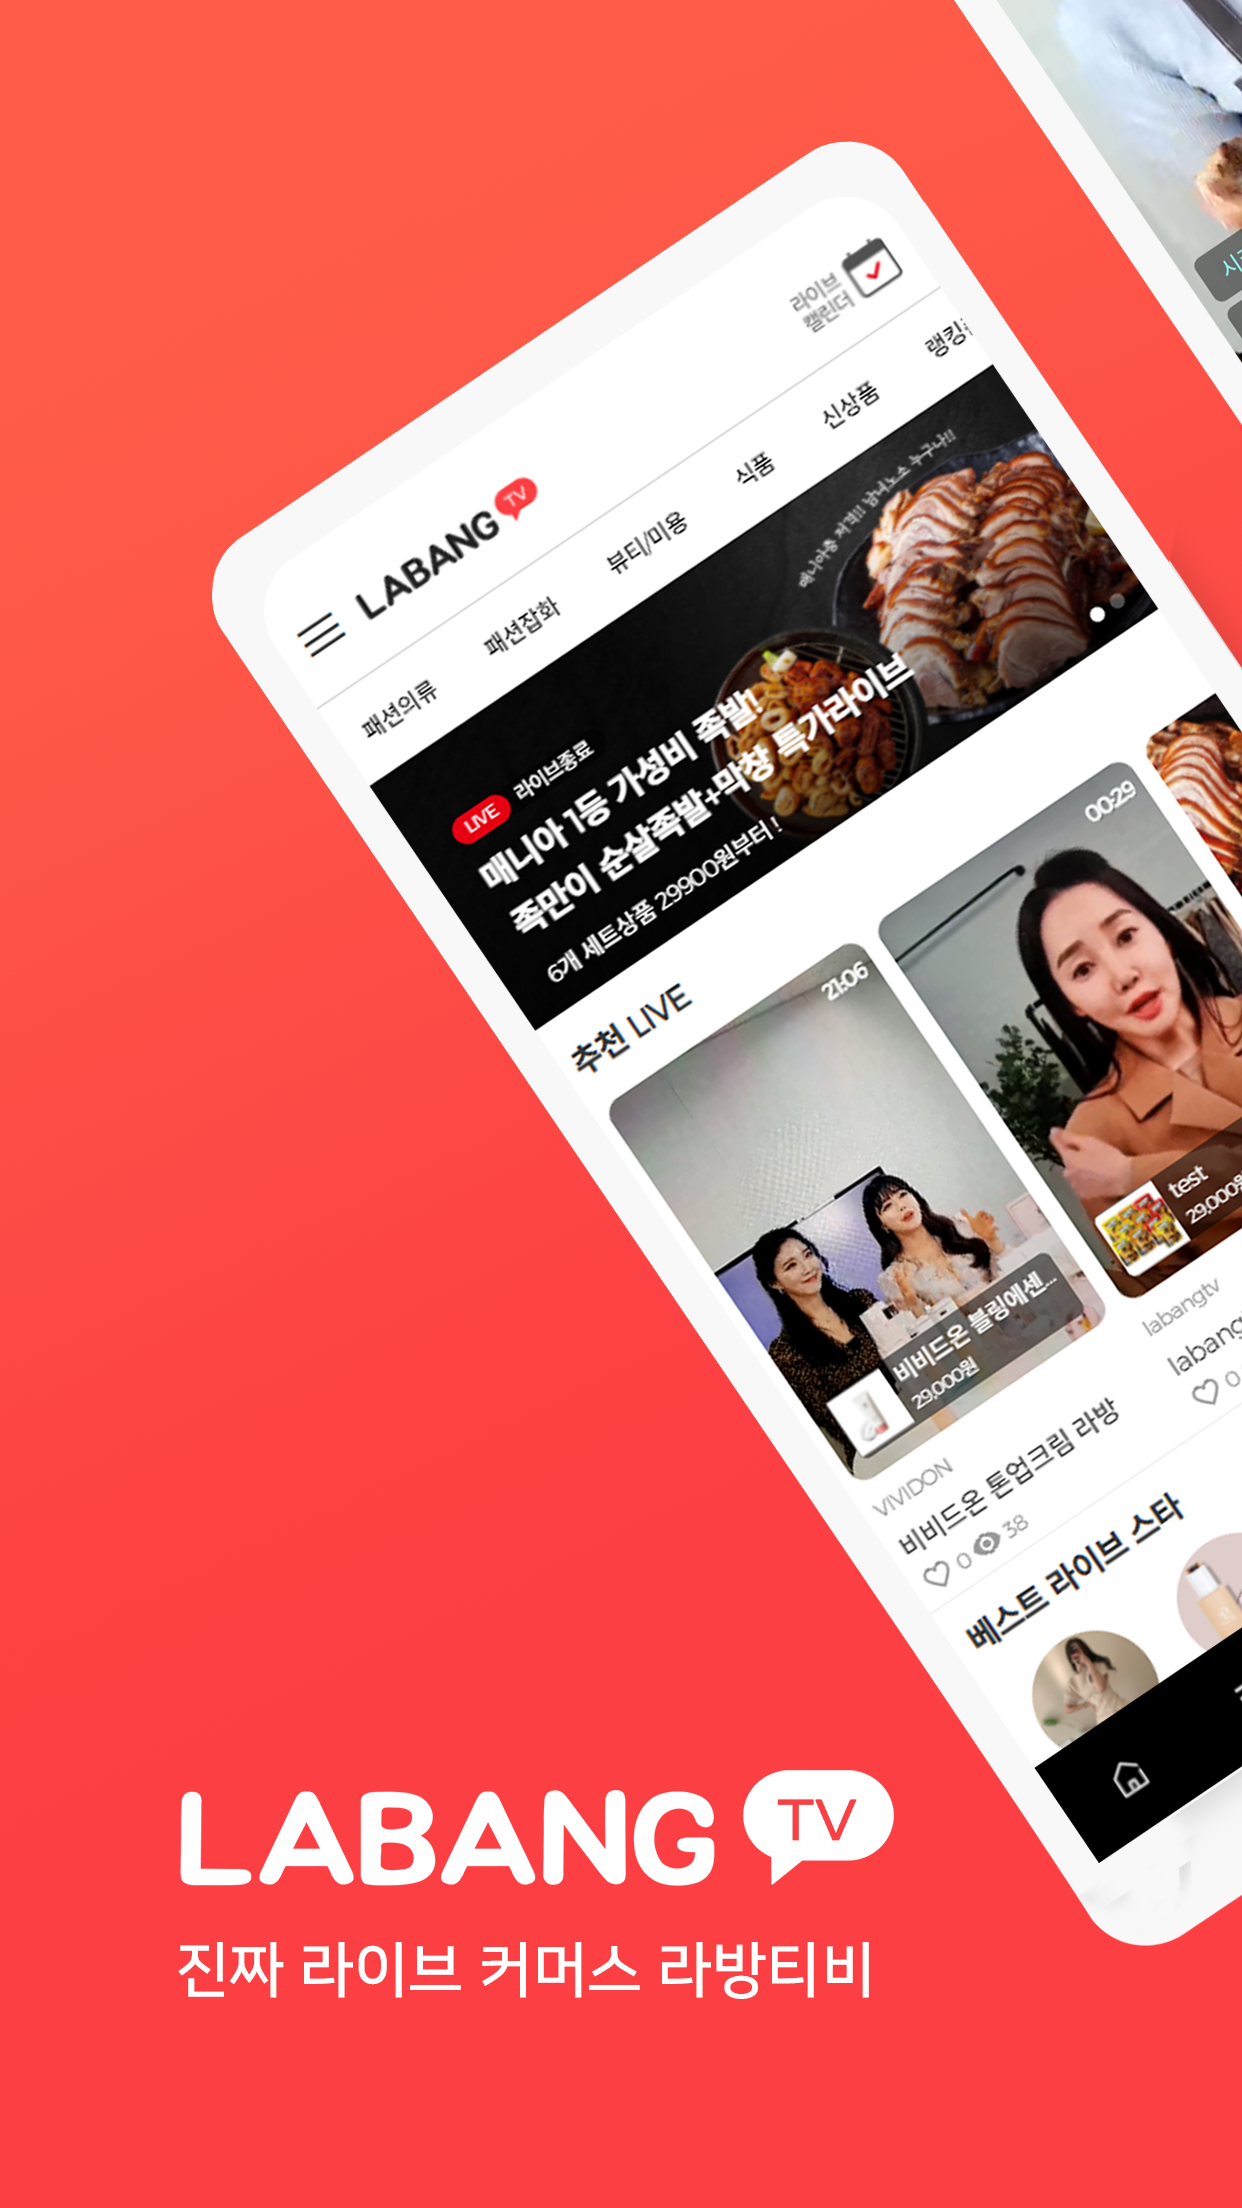 시
라이브
캘린더
LABANG TV
패션의류 패션잡화 뷰티/미용 식품 신상품 랭킹
매니아층 저격!! 남녀노소 누구나!!
LIVE 라이브종료
매니아 1등 가성비 족발!
족만이 순살족발+막창 특가라이브
6개 세트상품 29900원부터 !
추천 LIVE
21:06
비비드온 블링에센...
29,000원
VIVIDON
비비드온 톤업크림 라방
0 38
00:29
test
29,000원
labangtv
labang
0
베스트 라이브 스타
LABANG TV
진짜 라이브 커머스 라방티비